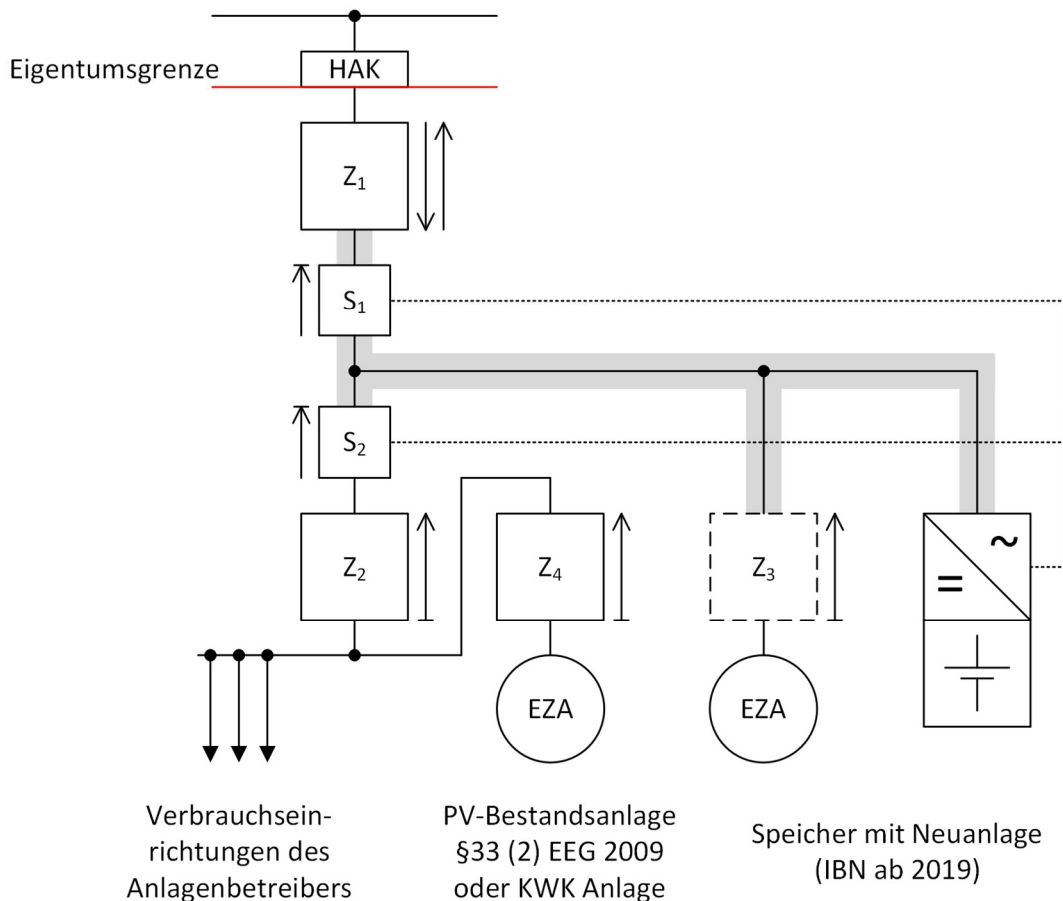 Eigentumsgrenze
HAK
Z₁
S₁
S₂
Z₂
Z₄
Z₃
~
=
EZA
EZA
Verbrauchsein-
richtungen des
Anlagenbetreibers
PV-Bestandsanlage
§33 (2) EEG 2009
oder KWK Anlage
Speicher mit Neuanlage
(IBN ab 2019)